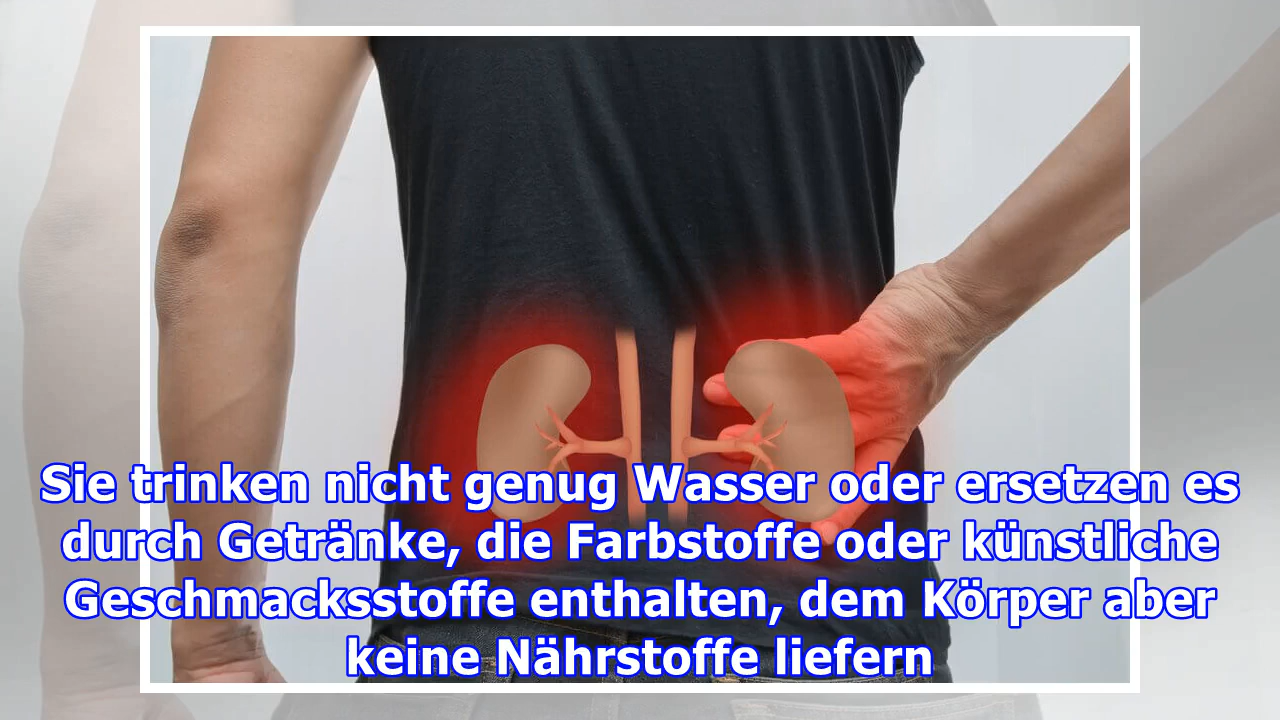 Sie trinken nicht genug Wasser oder ersetzen es
durch Getränke, die Farbstoffe oder künstliche
Geschmacksstoffe enthalten, dem Körper aber
keine Nährstoffe liefern